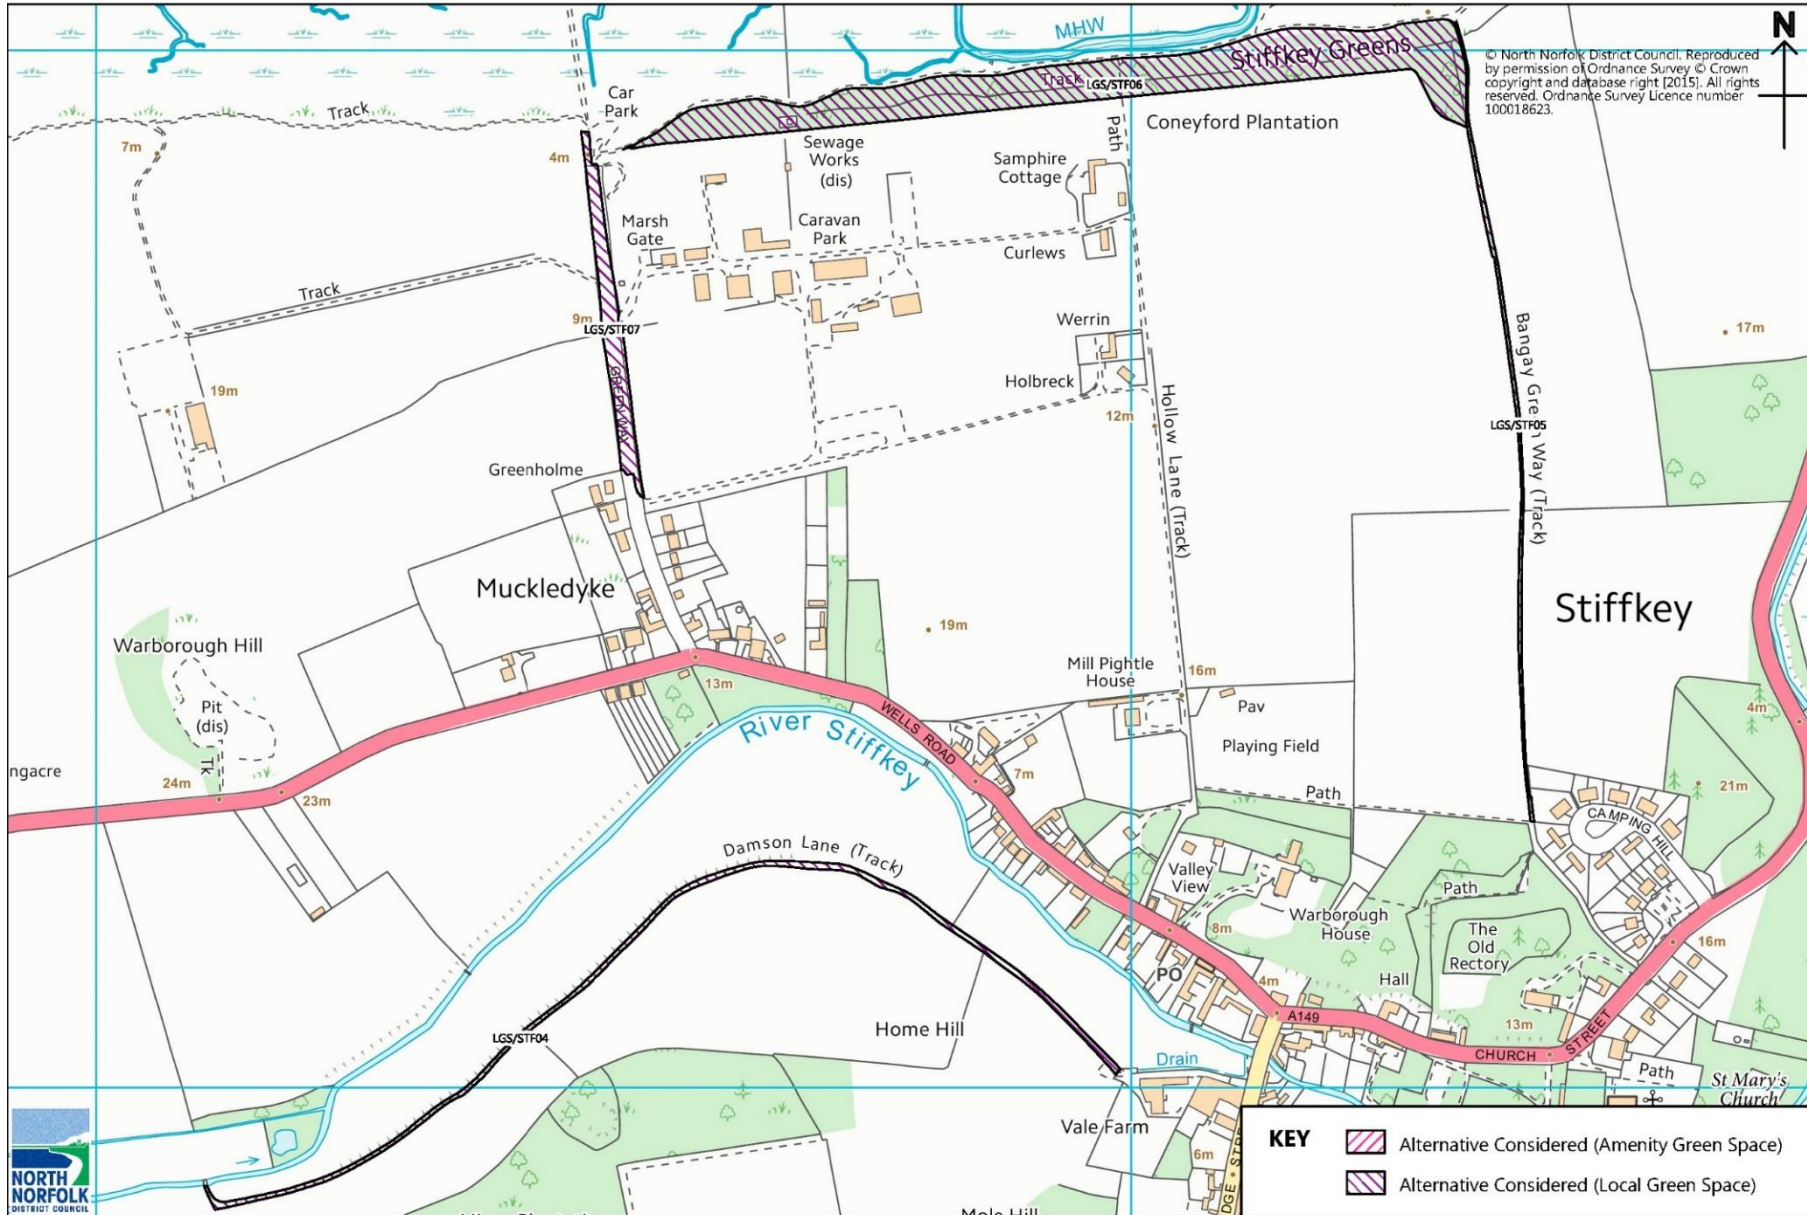 MHW
Stiffkey Greens
N
© North Norfolk District Council. Reproduced
by permission of Ordnance Survey © Crown
copyright and database right [2015]. All rights
reserved. Ordnance Survey Licence number
100018623.
Track
LGS/STF06
Car
Park
Track
7m
4m
Path
Coneyford Plantation
Sewage
Works
(dis)
Samphire
Cottage
Marsh
Gate
Caravan
Park
Curlews
Track
9m
LGS/STF07
Werrin
Bangay Green Way (Track)
17m
GREENWAY
Holbreck
19m
12m
Hollow Lane (Track)
LGS/STF05
Greenholme
Muckledyke
Stiffkey
19m
Warborough Hill
Mill Pightle
House
16m
13m
Pit
(dis)
WELLS ROAD
Pav
4m
River Stiffkey
Playing Field
Tk
ngacre
7m
24m
23m
21m
Path
CAMPING HILL
Damson Lane (Track)
Valley
View
Path
Warborough
House
8m
The
Old
Rectory
16m
PO
4m
Hall
A149
13m
Home Hill
LGS/STF04
CHURCH STREET
Drain
Path
St Mary's
Church
Vale Farm
6m
KEY
Alternative Considered (Amenity Green Space)
Alternative Considered (Local Green Space)
NORTH
NORFOLK
DISTRICT COUNCIL
Mole Hill